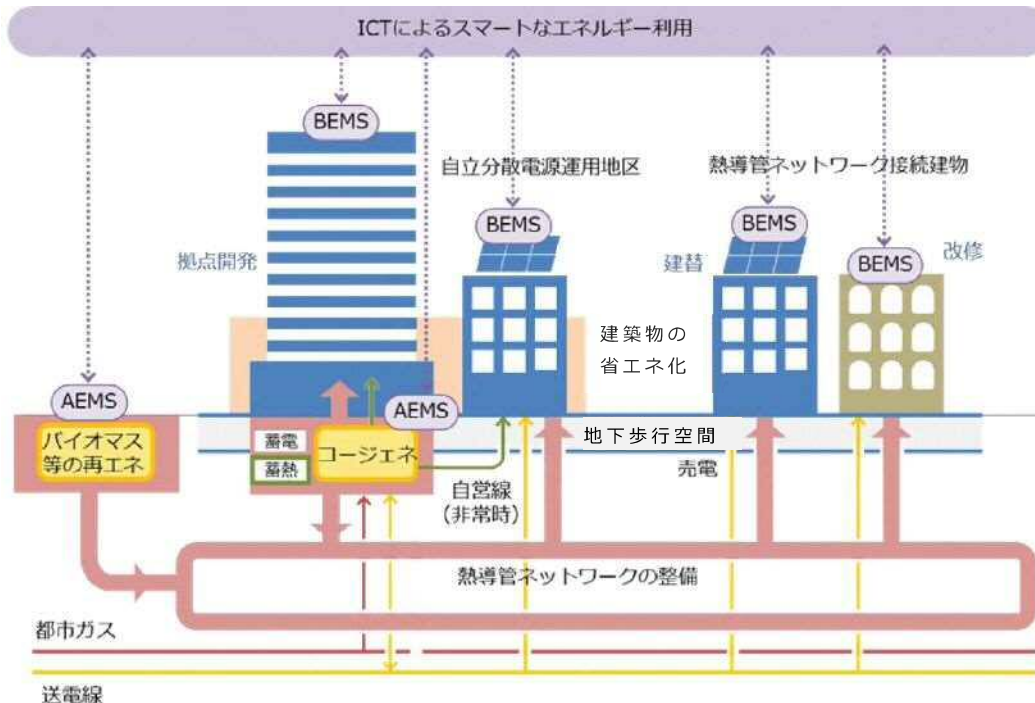 ICTによるスマートなエネルギー利用
BEMS
自立分散電源運用地区
熱導管ネットワーク接続建物
BEMS
BEMS
拠点開発
建替
BEMS
改修
建築物の
省エネ化
AEMS
AEMS
バイオマス
等の再エネ
蓄電
コージェネ
蓄熱
地下歩行空間
売電
自営線
(非常時)
熱導管ネットワークの整備
都市ガス
送電線